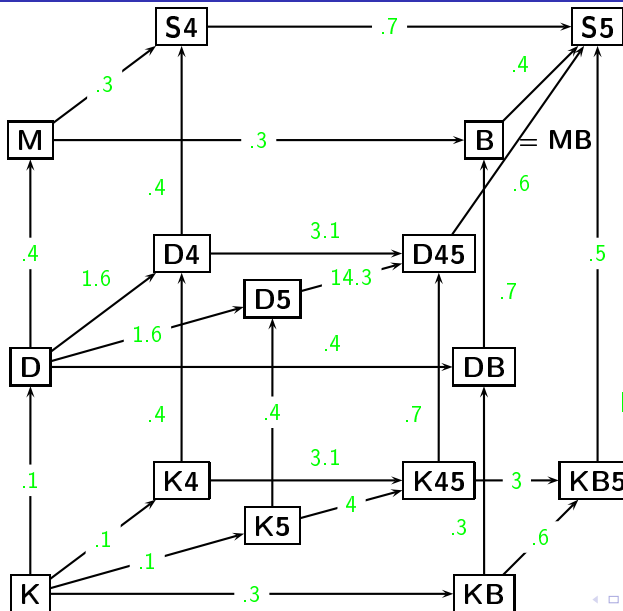 S4 .7 S5
.4
.3
M .3 B = MB
.4 .6
3.1
.4 D4 D45 .5
1.6 14.3
D5 .7
1.6 .4
D DB
.4 .4 .7
3.1
.1 K4 K45 3 KB5
4
K5 .3 .6
.1
.1
K .3 KB